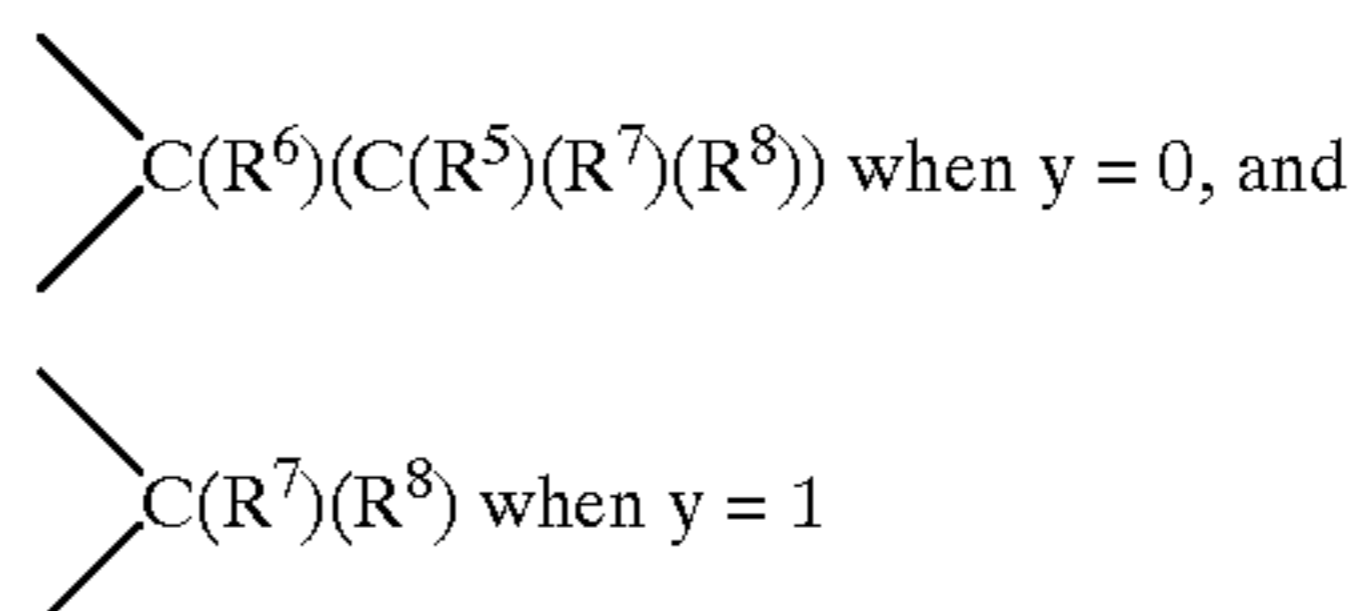 C(R⁶)(C(R⁵)(R⁷)(R⁸)) when y = 0, and
C(R⁷)(R⁸) when y = 1